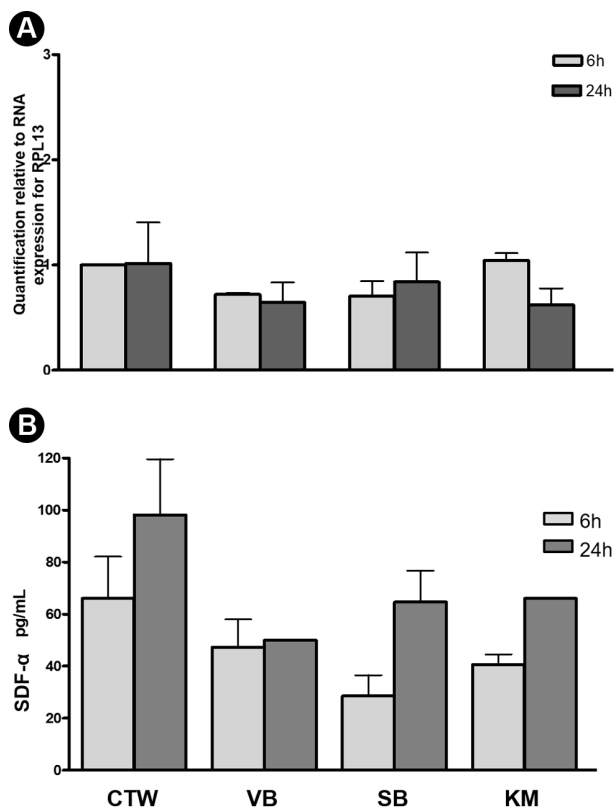 A
Quantification relative to RNA
expression for RPL13
3
2
1
0
6h
24h
B
SDF-α pg/mL
120
100
80
60
40
20
0
6h
24h
CTW VB SB KM